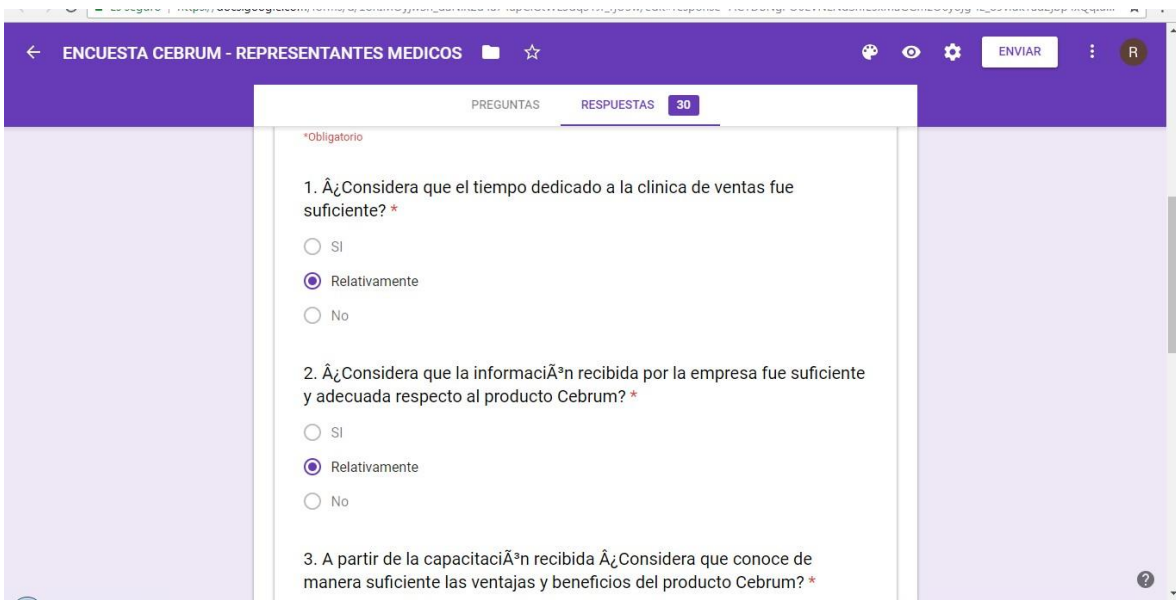 ENCUESTA CEBRUM - REPRESENTANTES MEDICOS
ENVIAR
R
PREGUNTAS RESPUESTAS 30
*Obligatorio
1. Â¿Considera que el tiempo dedicado a la clinica de ventas fue
suficiente? *
SI
Relativamente
No
2. Â¿Considera que la informaciÃ³n recibida por la empresa fue suficiente
y adecuada respecto al producto Cebrum? *
SI
Relativamente
No
3. A partir de la capacitaciÃ³n recibida Â¿Considera que conoce de
manera suficiente las ventajas y beneficios del producto Cebrum? *